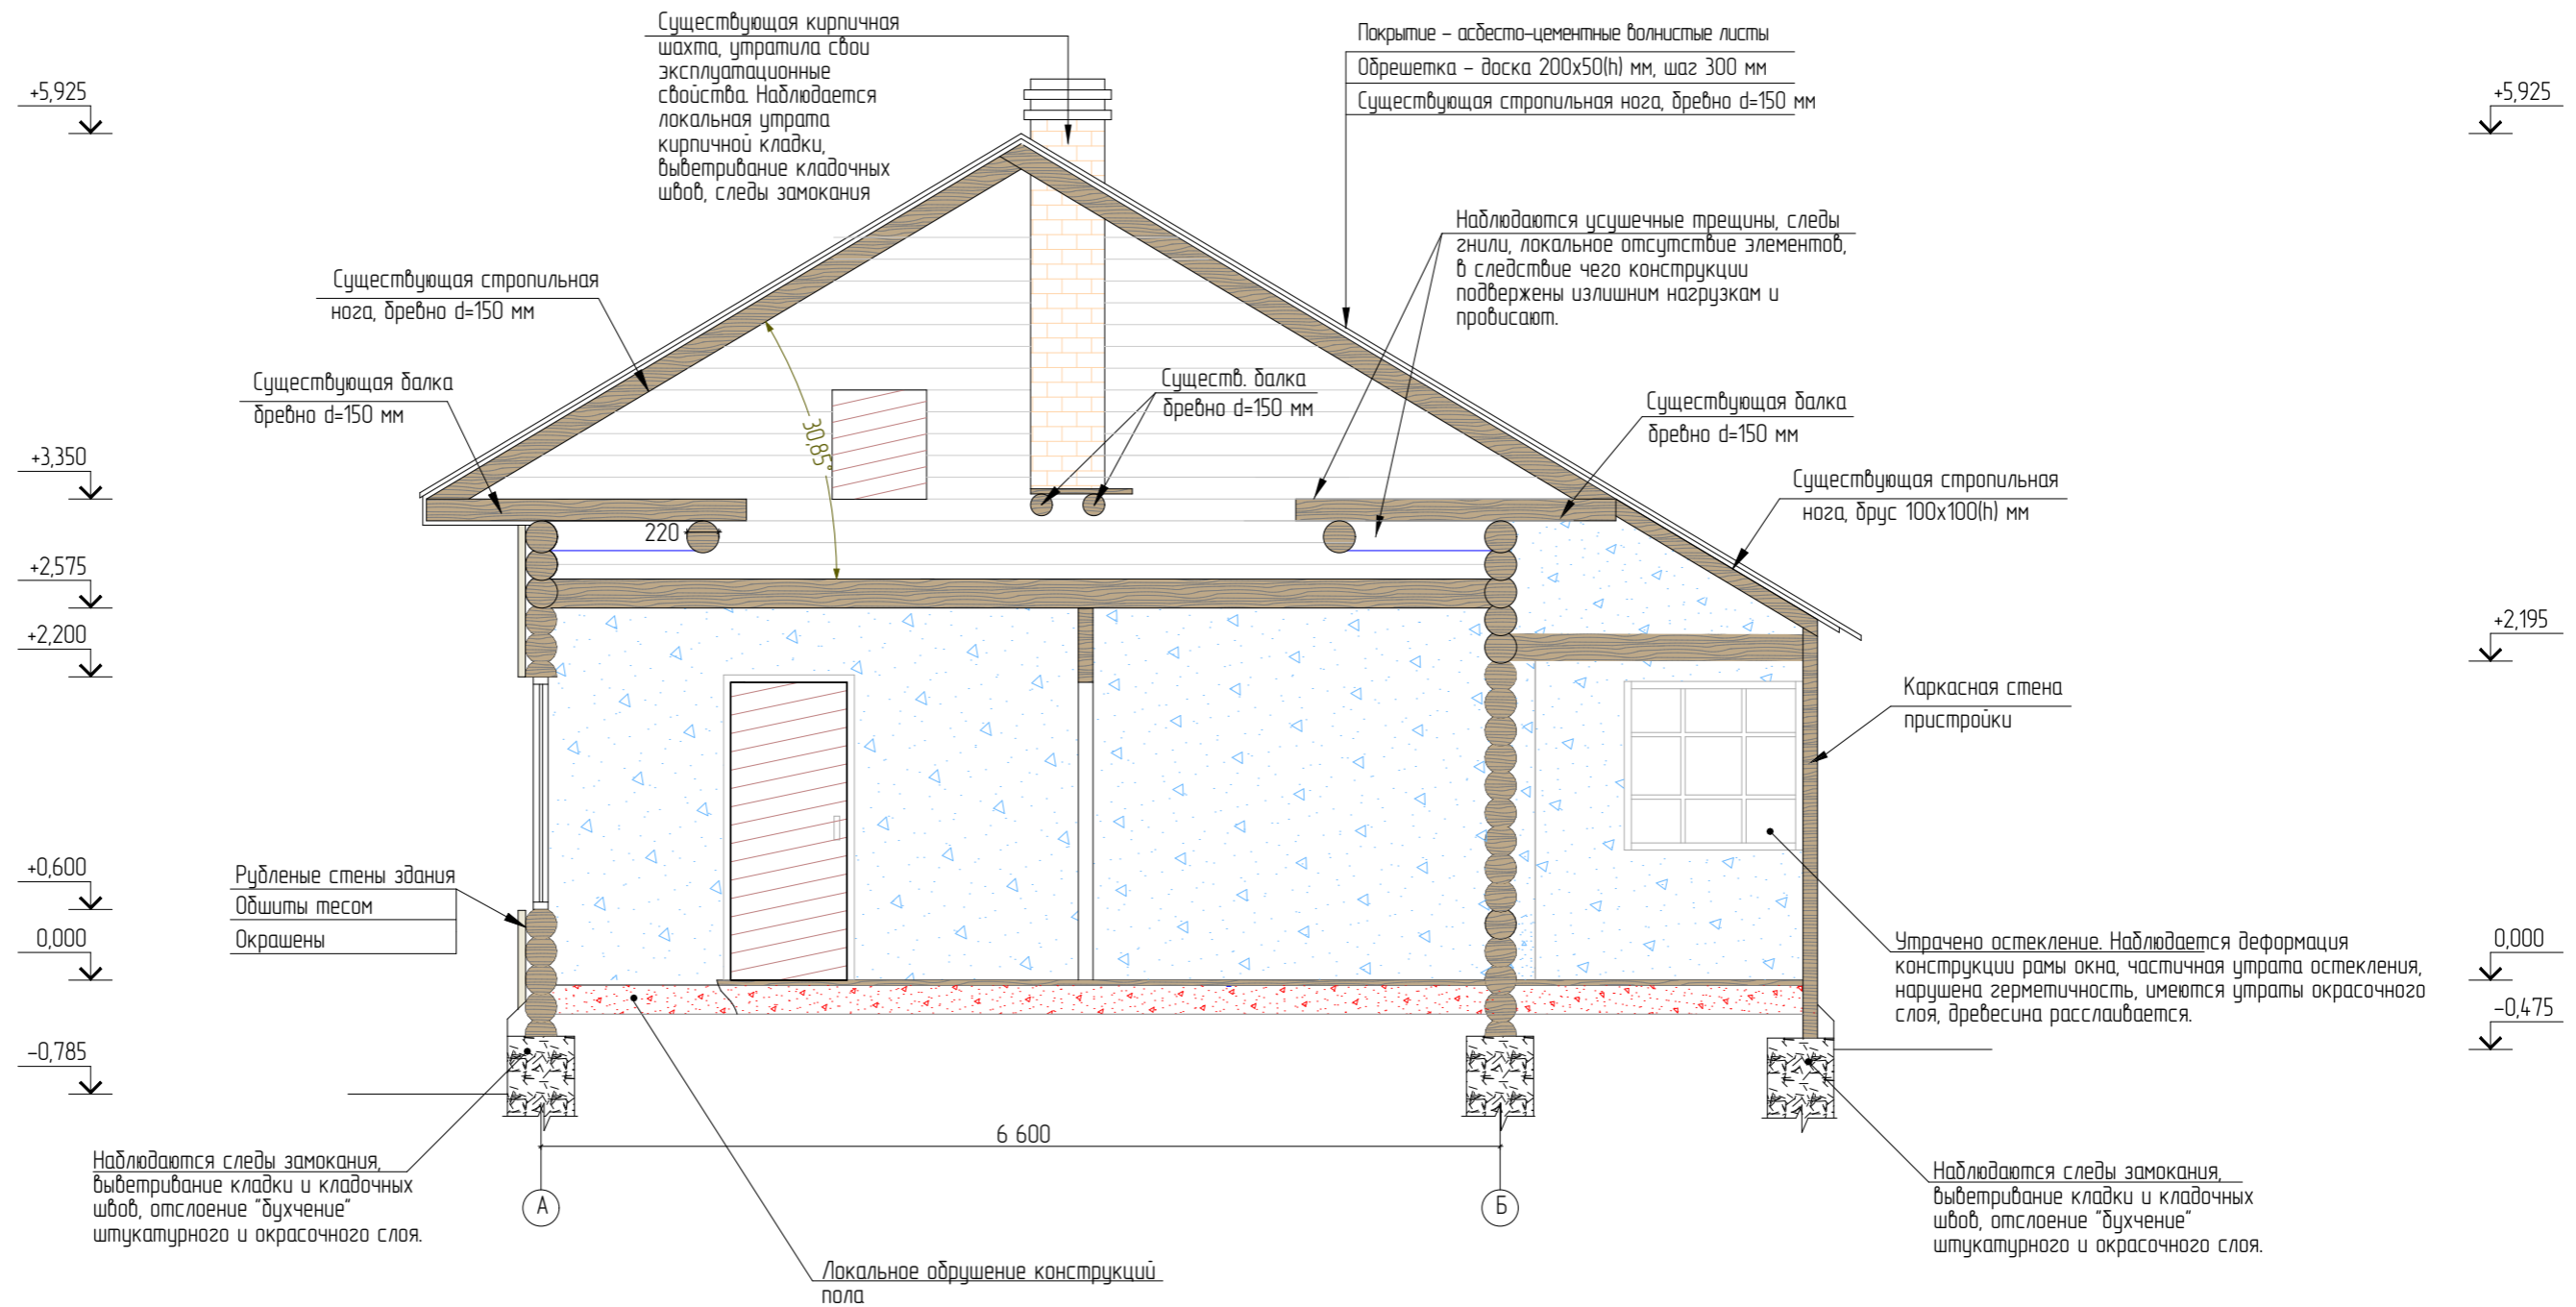 Существующая кирпичная
шахта, утратила свои
эксплуатационные
свойства. Наблюдается
локальная утрата
кирпичной кладки,
выветривание кладочных
швов, следы замокания
Покрытие - асбесто-цементные волнистые листы
Обрешетка - доска 200х50(h) мм, шаг 300 мм
Существующая стропильная нога, бревно d=150 мм
+5,925
+5,925
Наблюдаются усушечные трещины, следы
гнили, локальное отсутствие элементов,
в следствие чего конструкции
подвержены излишним нагрузкам и
провисают.
Существующая стропильная
нога, бревно d=150 мм
Существующая балка
бревно d=150 мм
Существ. балка
бревно d=150 мм
Существующая балка
бревно d=150 мм
30,85°
+3,350
Существующая стропильная
нога, брус 100х100(h) мм
220
+2,575
+2,200
+2,195
Каркасная стена
пристройки
+0,600
Рубленые стены здания
Обшиты тесом
Окрашены
0,000
0,000
Утрачено остекление. Наблюдается деформация
конструкции рамы окна, частичная утрата остекления,
нарушена герметичность, имеются утраты окрасочного
слоя, древесина расслаивается.
-0,475
-0,785
6 600
Наблюдаются следы замокания,
выветривание кладки и кладочных
швов, отслоение "бухчение"
штукатурного и окрасочного слоя.
А
Б
Наблюдаются следы замокания,
выветривание кладки и кладочных
швов, отслоение "бухчение"
штукатурного и окрасочного слоя.
Локальное обрушение конструкций
пола